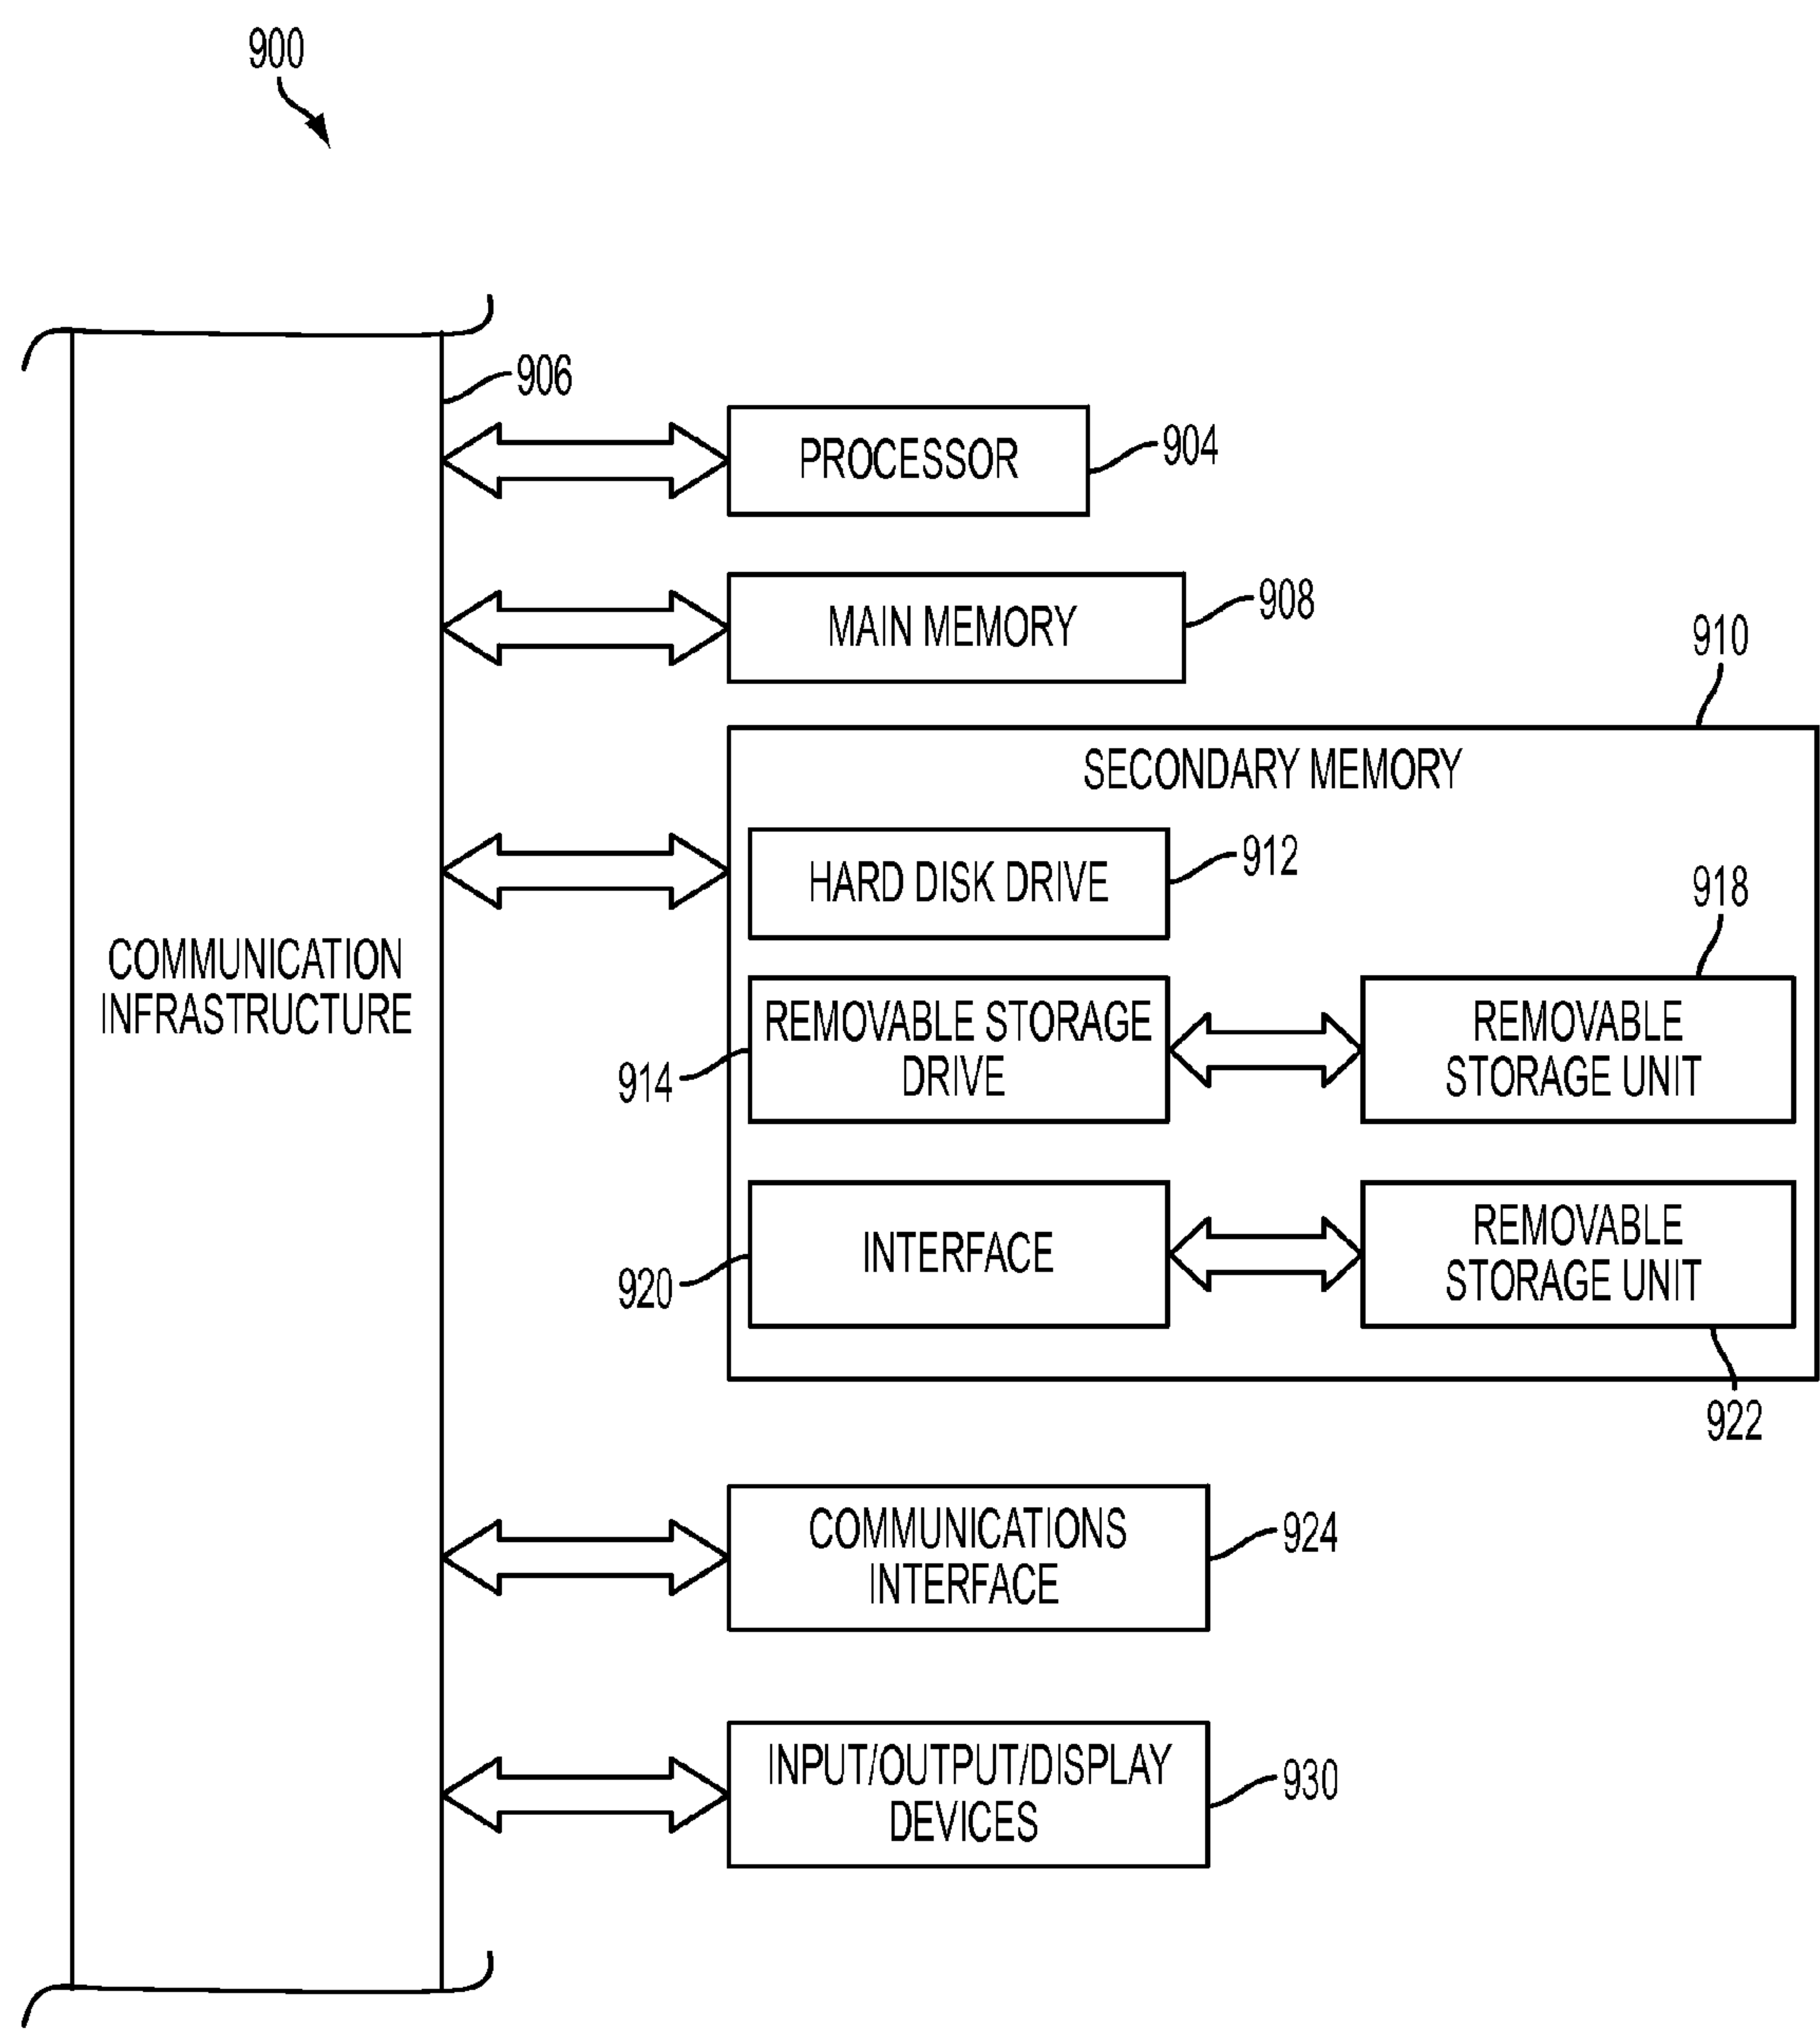 900
906
PROCESSOR
904
MAIN MEMORY
908
910
SECONDARY MEMORY
HARD DISK DRIVE
912
918
COMMUNICATION
INFRASTRUCTURE
REMOVABLE STORAGE
DRIVE
914
REMOVABLE
STORAGE UNIT
INTERFACE
920
REMOVABLE
STORAGE UNIT
922
COMMUNICATIONS
INTERFACE
924
INPUT/OUTPUT/DISPLAY
DEVICES
930